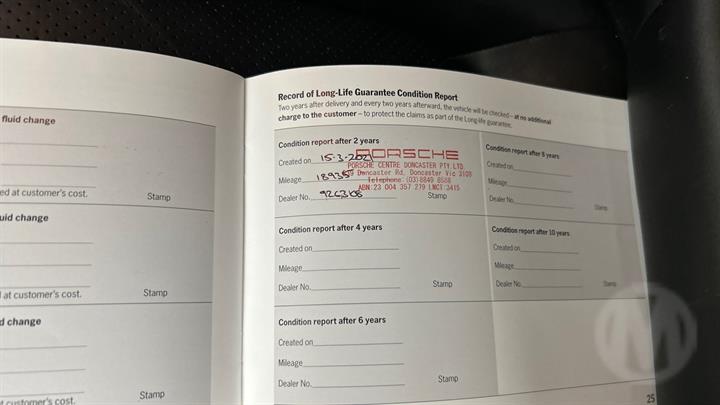 fluid change
ed at customer's cost.
Stamp
uid change
at customer's cost.
Stamp
d change
t customer's cost.
Stamp
Record of Long-Life Guarantee Condition Report
Two years after delivery and every two years afterward, the vehicle will be checked – at no additional
charge to the customer – to protect the claims as part of the Long-life guarantee.
Condition report after 2 years
Created on 15-3-2021
Mileage 18935
Dealer No.
Stamp
PORSCHE
PORSCHE CENTRE DONCASTER PTY. LTD.
Doncaster Rd, Doncaster Vic 3108
Telephone: (03) 8849 8588
ABN: 23 004 357 279 LMCT:3415
Condition report after 4 years
Created on
Mileage
Dealer No.
Stamp
Condition report after 6 years
Created on
Mileage
Dealer No.
Stamp
Condition report after 8 years
Created on
Mileage
Dealer No.
Stamp
Condition report after 10 years
Created on
Mileage
Dealer No.
Stamp
25
M